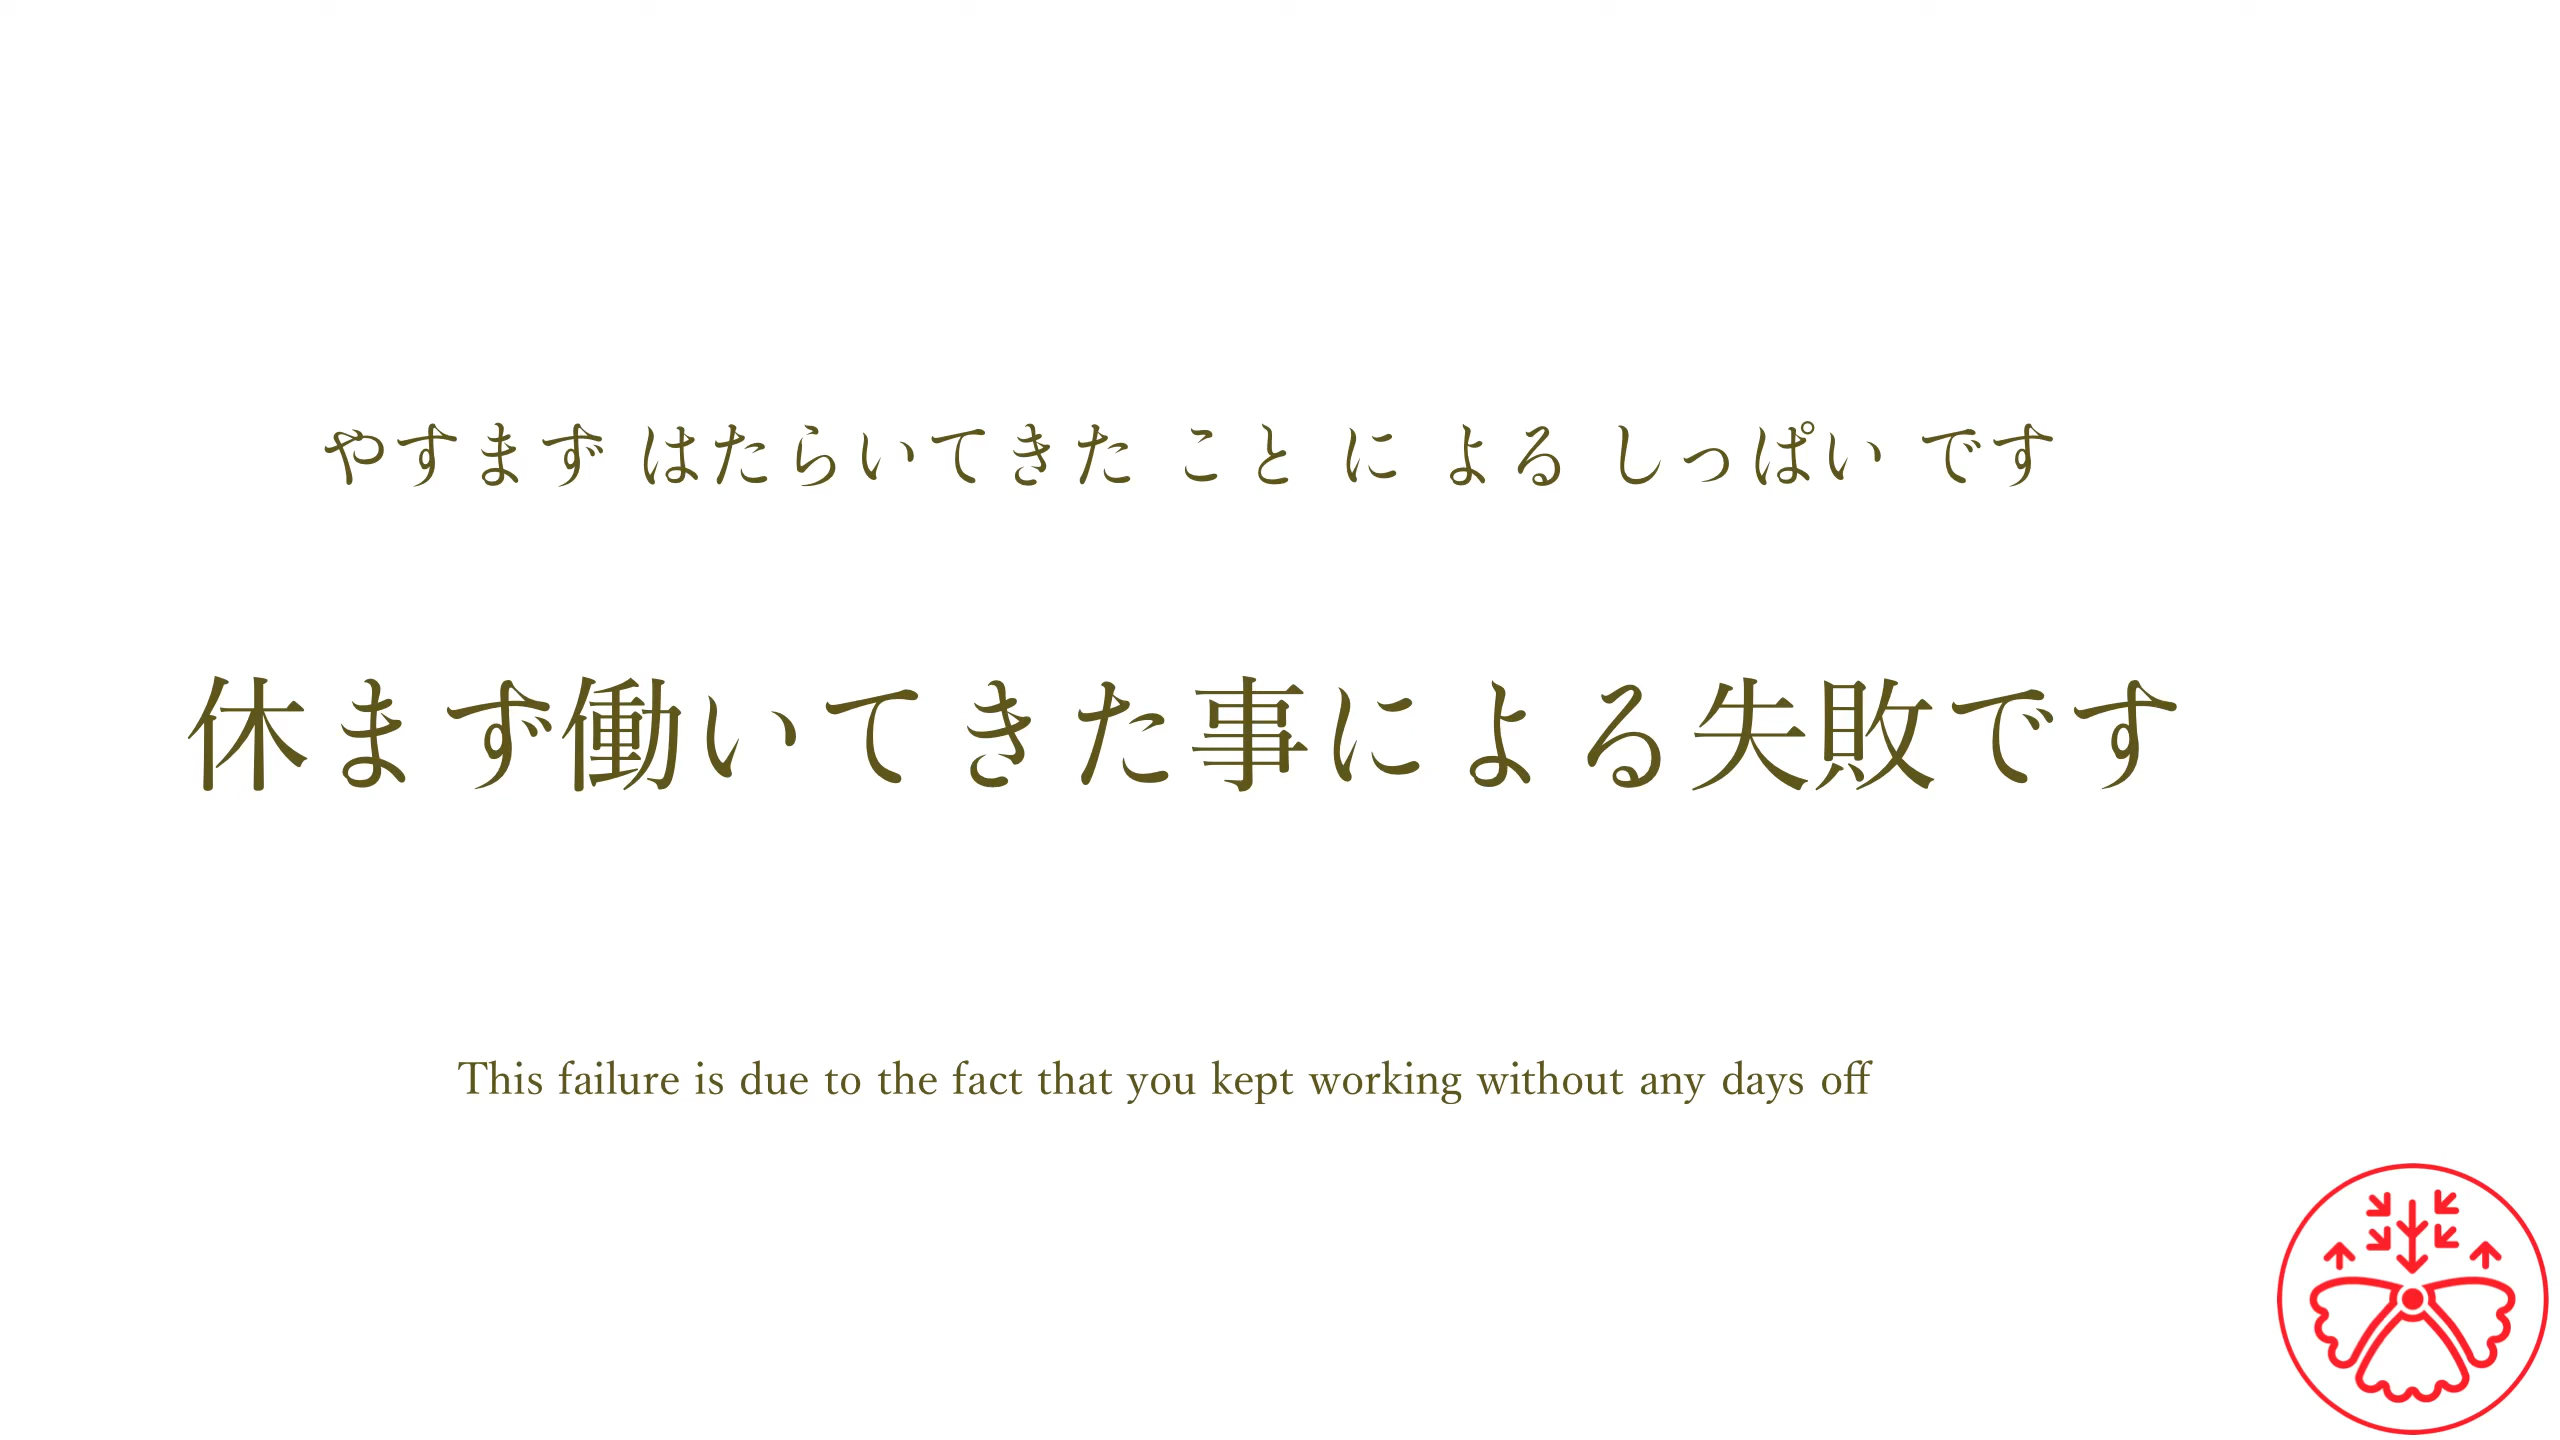 やすまず はたらいてきた こと に よる しっぱい です
休まず働いてきた事による失敗です
This failure is due to the fact that you kept working without any days off